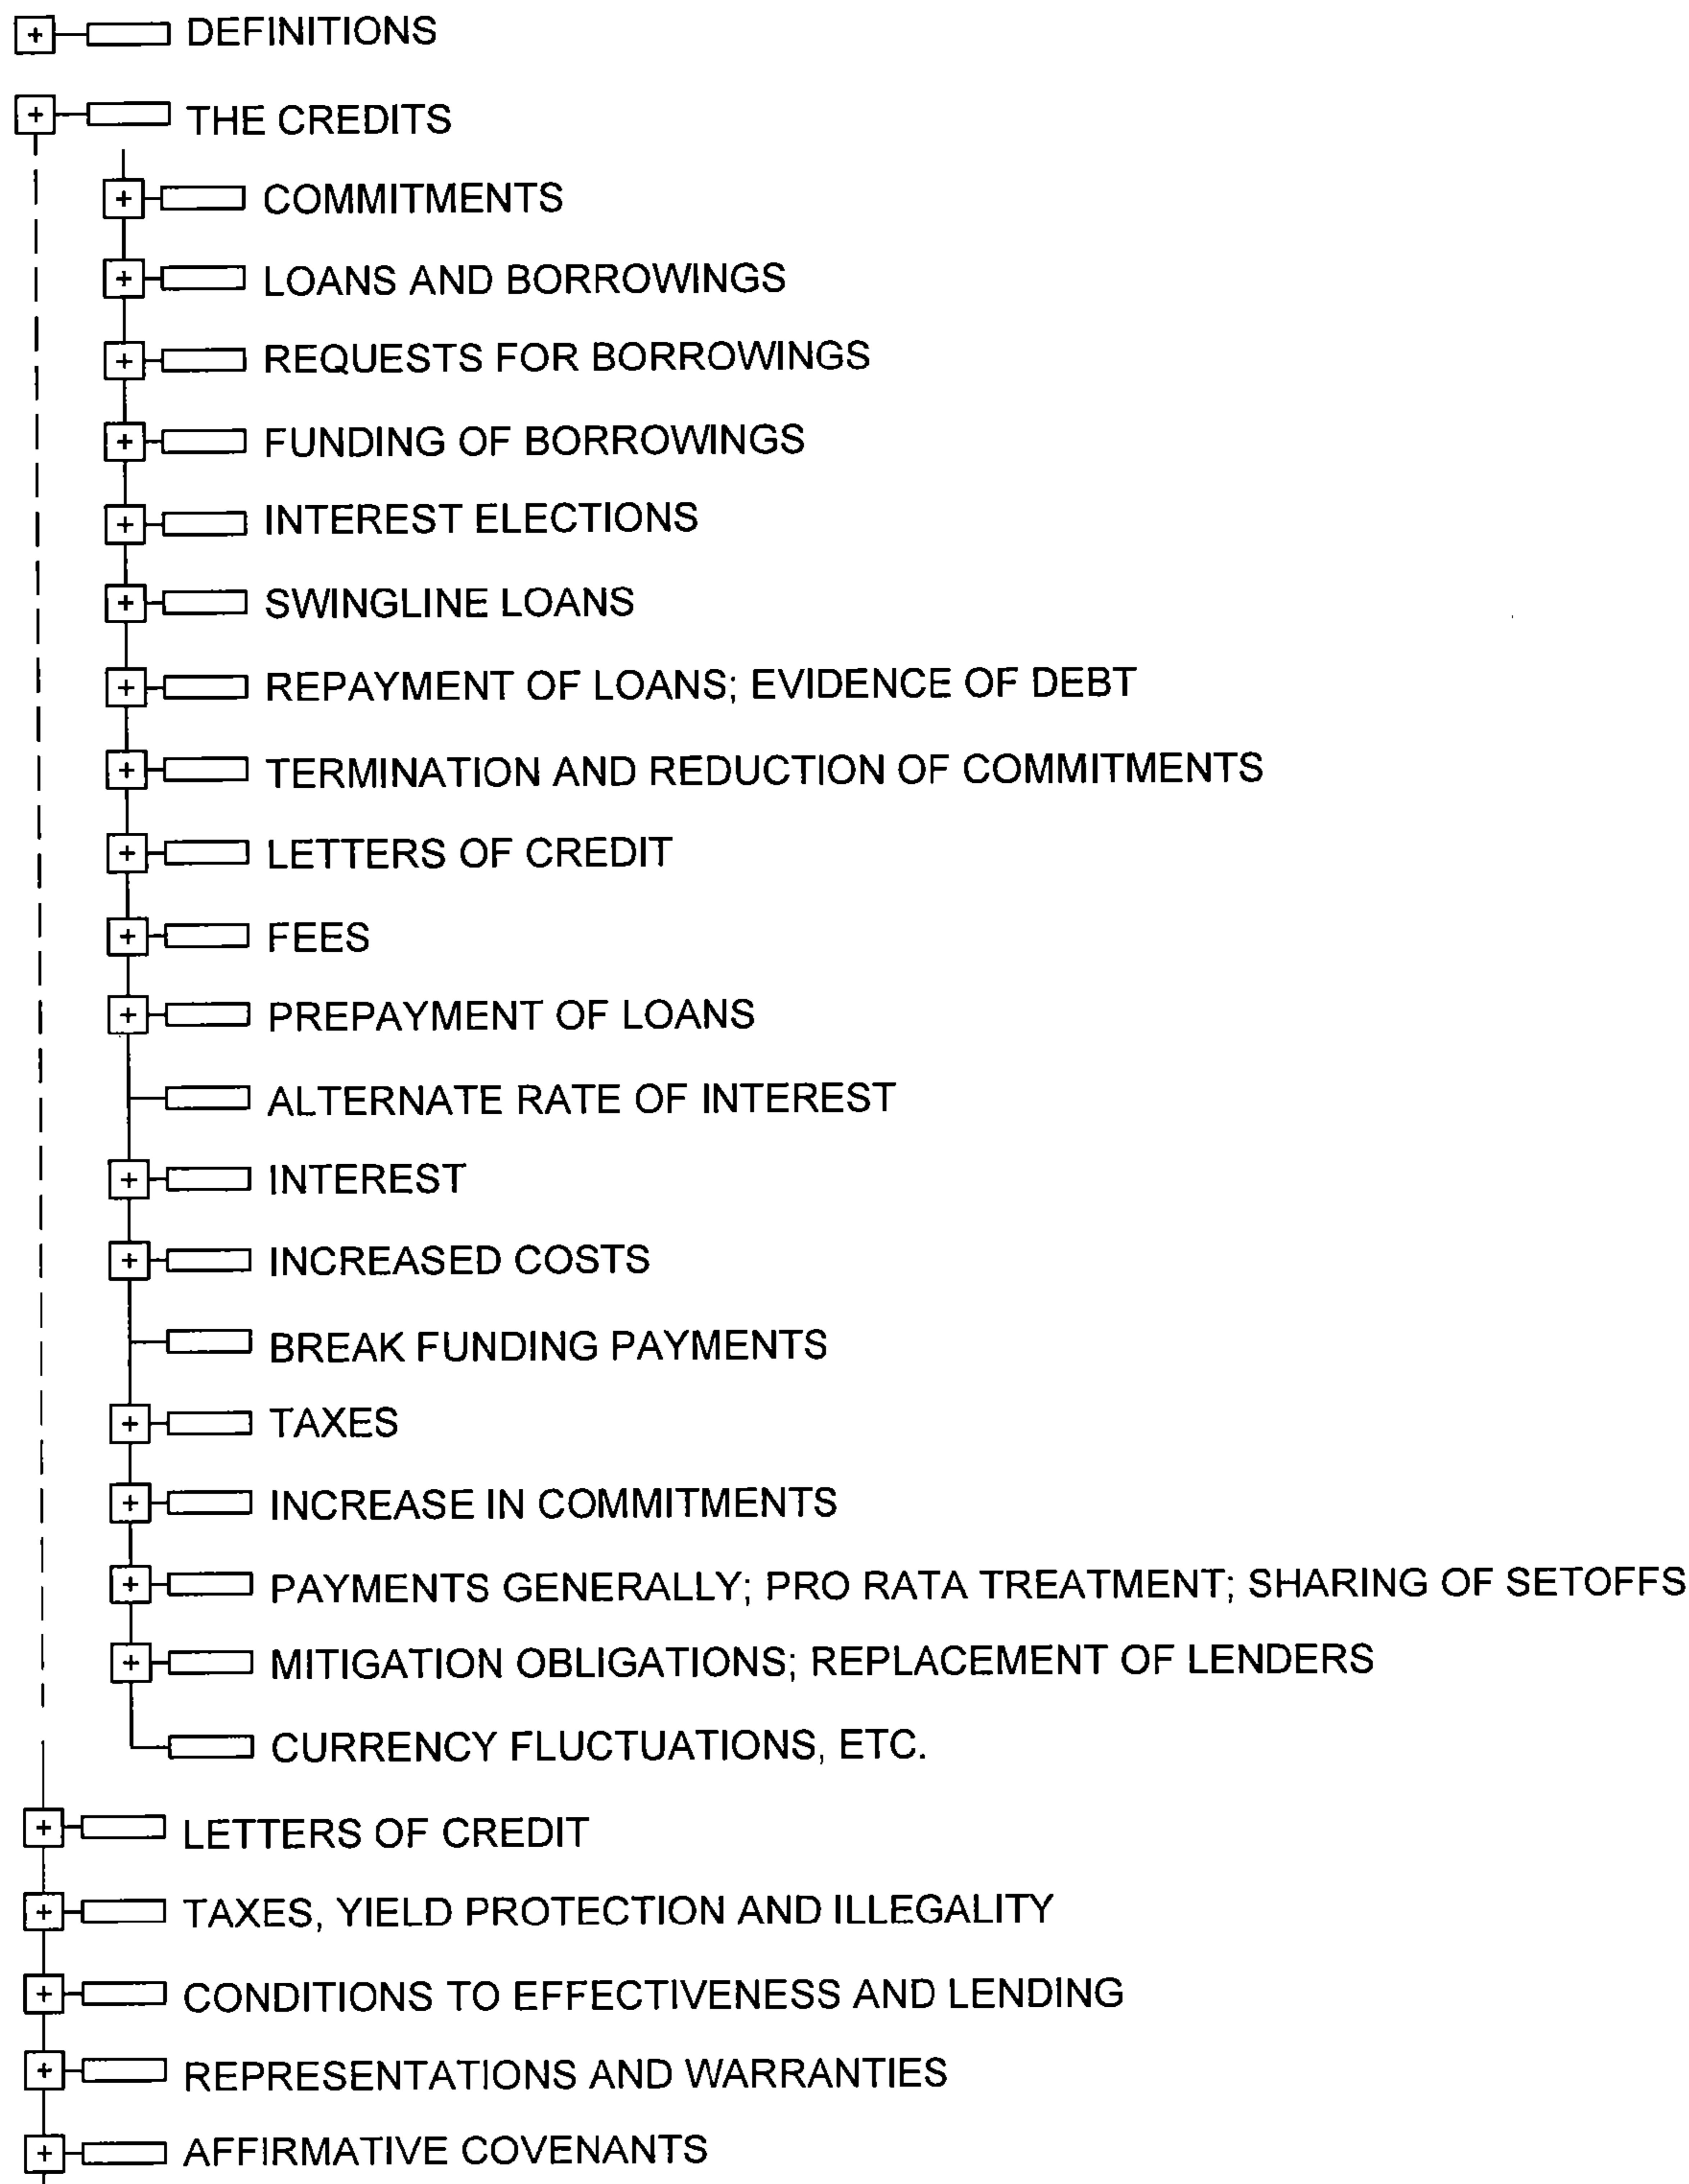 DEFINITIONS
THE CREDITS
COMMITMENTS
LOANS AND BORROWINGS
REQUESTS FOR BORROWINGS
FUNDING OF BORROWINGS
INTEREST ELECTIONS
SWINGLINE LOANS
REPAYMENT OF LOANS; EVIDENCE OF DEBT
TERMINATION AND REDUCTION OF COMMITMENTS
LETTERS OF CREDIT
FEES
PREPAYMENT OF LOANS
ALTERNATE RATE OF INTEREST
INTEREST
INCREASED COSTS
BREAK FUNDING PAYMENTS
TAXES
INCREASE IN COMMITMENTS
PAYMENTS GENERALLY; PRO RATA TREATMENT; SHARING OF SETOFFS
MITIGATION OBLIGATIONS; REPLACEMENT OF LENDERS
CURRENCY FLUCTUATIONS, ETC.
LETTERS OF CREDIT
TAXES, YIELD PROTECTION AND ILLEGALITY
CONDITIONS TO EFFECTIVENESS AND LENDING
REPRESENTATIONS AND WARRANTIES
AFFIRMATIVE COVENANTS